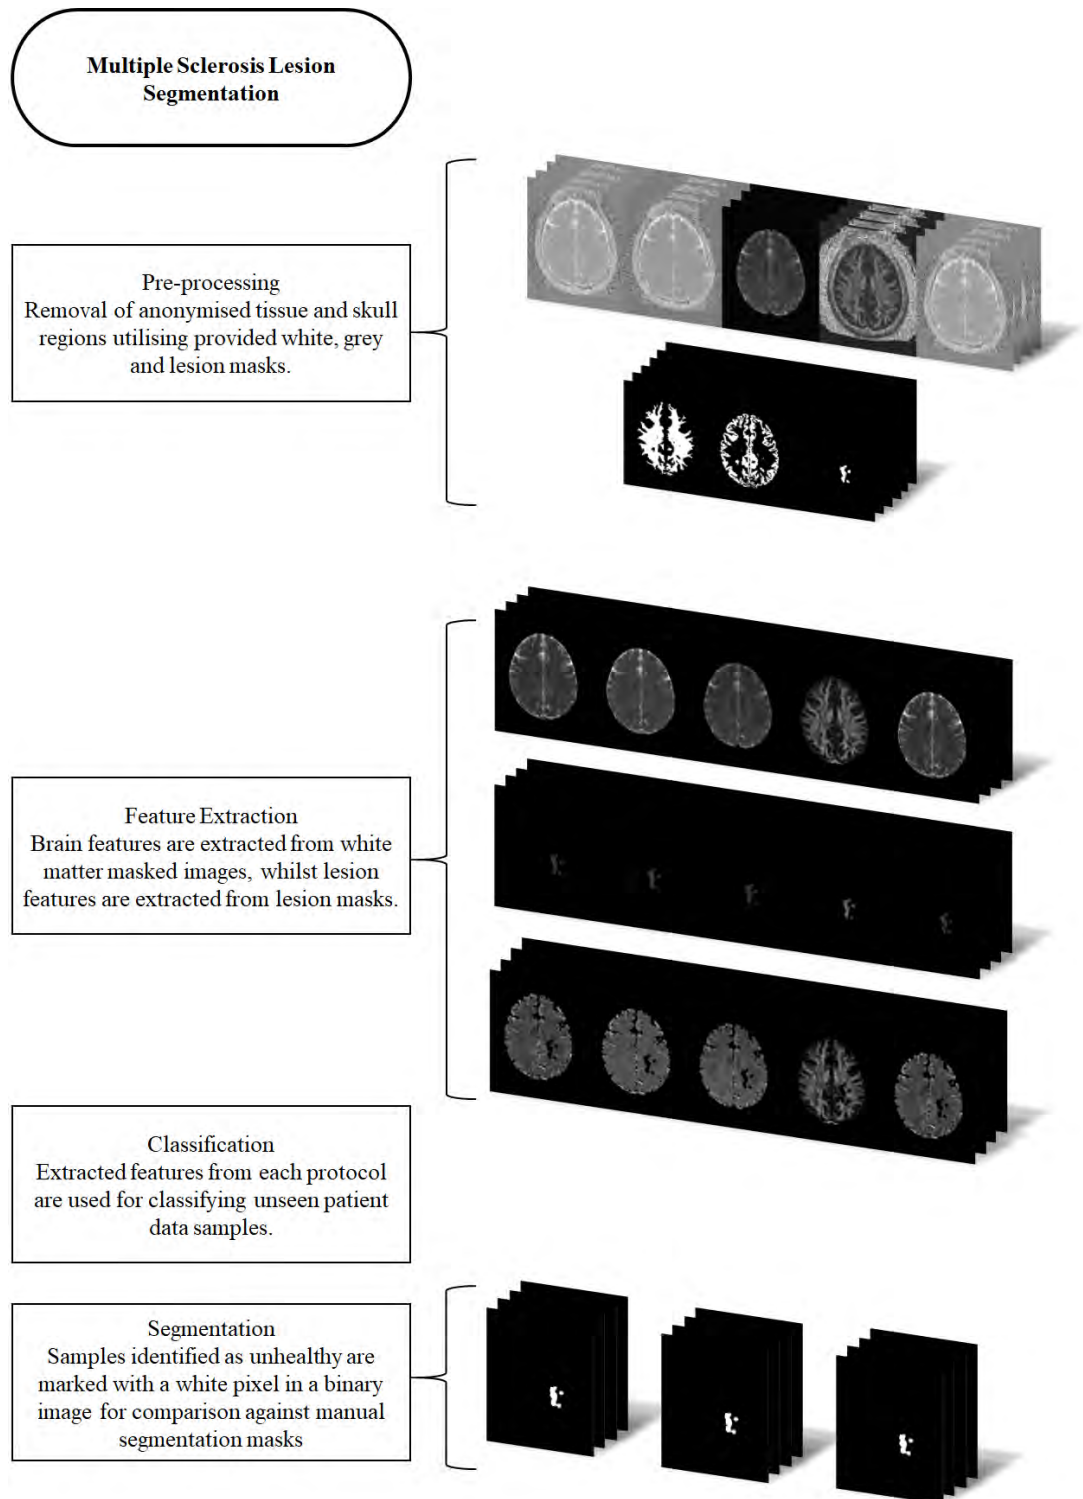 Multiple Sclerosis Lesion
Segmentation
Pre-processing
Removal of anonymised tissue and skull
regions utilising provided white, grey
and lesion masks.
Feature Extraction
Brain features are extracted from white
matter masked images, whilst lesion
features are extracted from lesion masks.
Classification
Extracted features from each protocol
are used for classifying unseen patient
data samples.
Segmentation
Samples identified as unhealthy are
marked with a white pixel in a binary
image for comparison against manual
segmentation masks